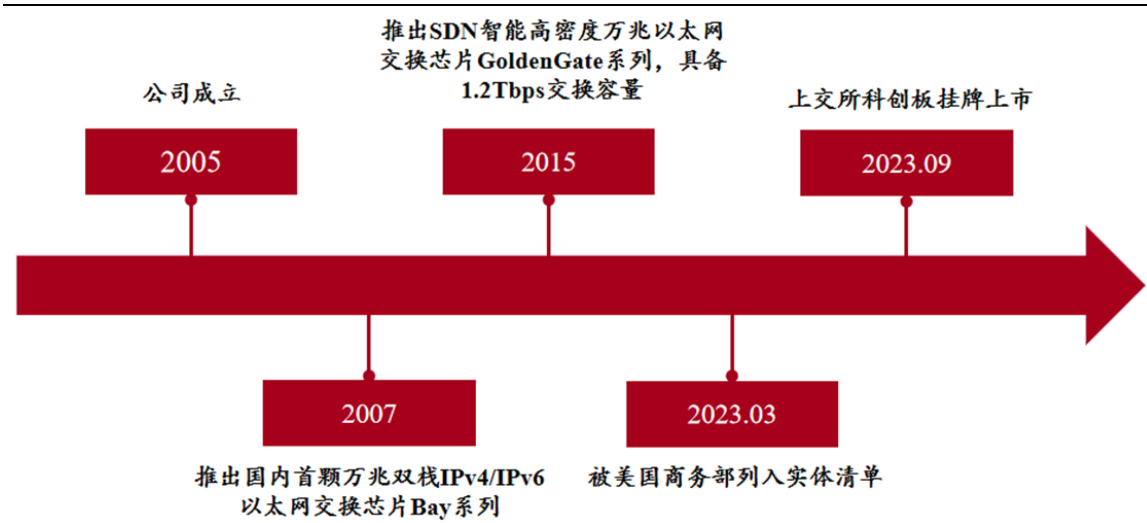 公司成立
2005
推出SDN智能高密度万兆以太网
交换芯片GoldenGate系列，具备
1.2Tbps交换容量
2015
上交所科创板挂牌上市
2023.09
2007
推出国内首颗万兆双栈IPv4/IPv6
以太网交换芯片Bay系列
2023.03
被美国商务部列入实体清单